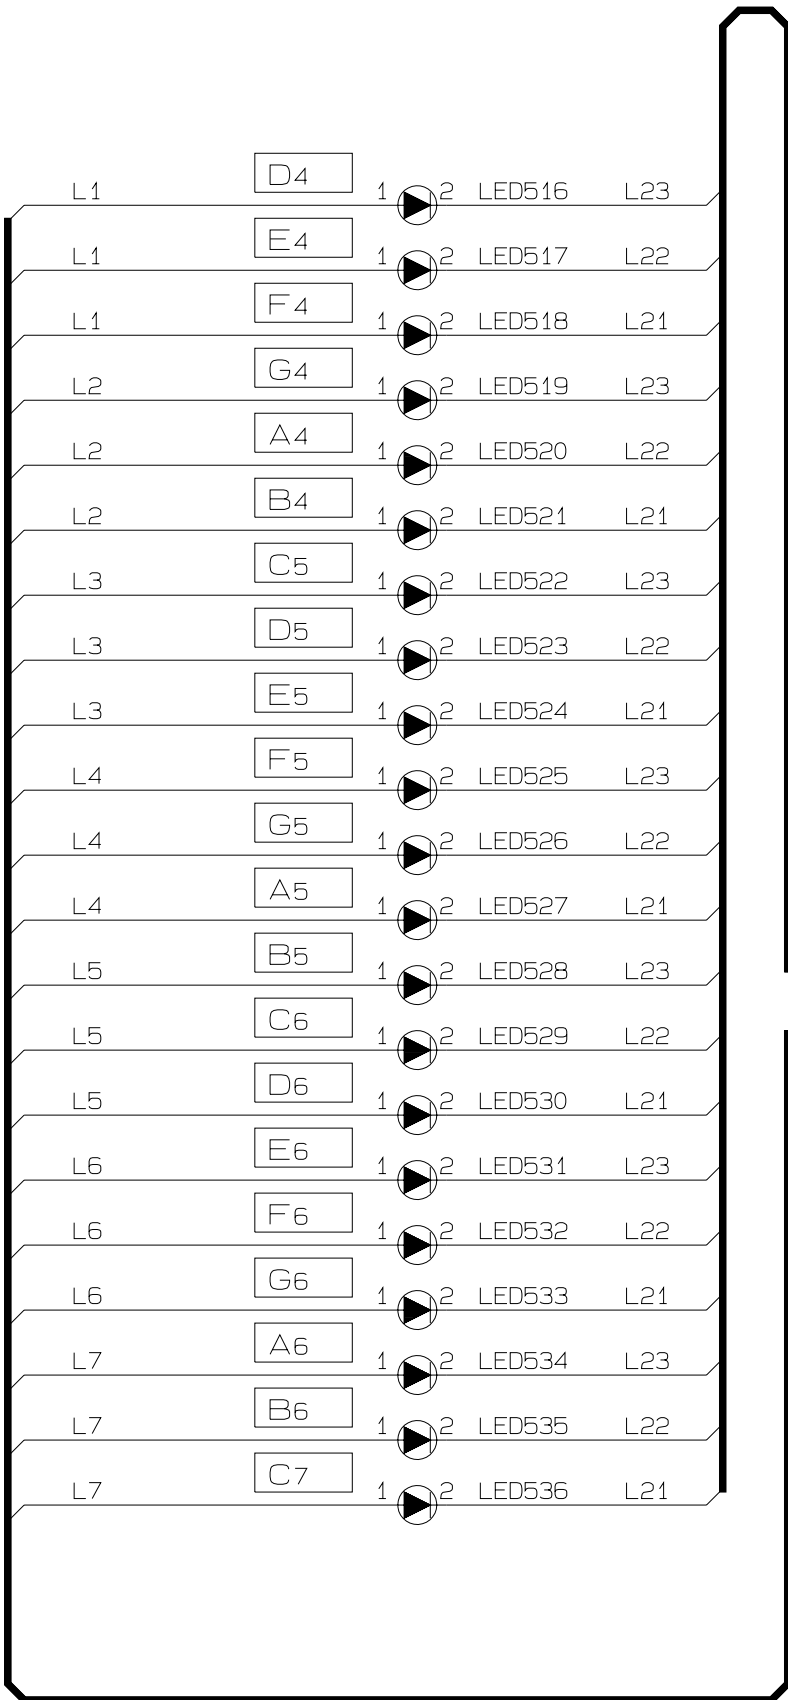 D4
L1 1 2 LED516 L23
E4
L1 1 2 LED517 L22
F4
L1 1 2 LED518 L21
G4
L2 1 2 LED519 L23
A4
L2 1 2 LED520 L22
B4
L2 1 2 LED521 L21
C5
L3 1 2 LED522 L23
D5
L3 1 2 LED523 L22
E5
L3 1 2 LED524 L21
F5
L4 1 2 LED525 L23
G5
L4 1 2 LED526 L22
A5
L4 1 2 LED527 L21
B5
L5 1 2 LED528 L23
C6
L5 1 2 LED529 L22
D6
L5 1 2 LED530 L21
E6
L6 1 2 LED531 L23
F6
L6 1 2 LED532 L22
G6
L6 1 2 LED533 L21
A6
L7 1 2 LED534 L23
B6
L7 1 2 LED535 L22
C7
L7 1 2 LED536 L21